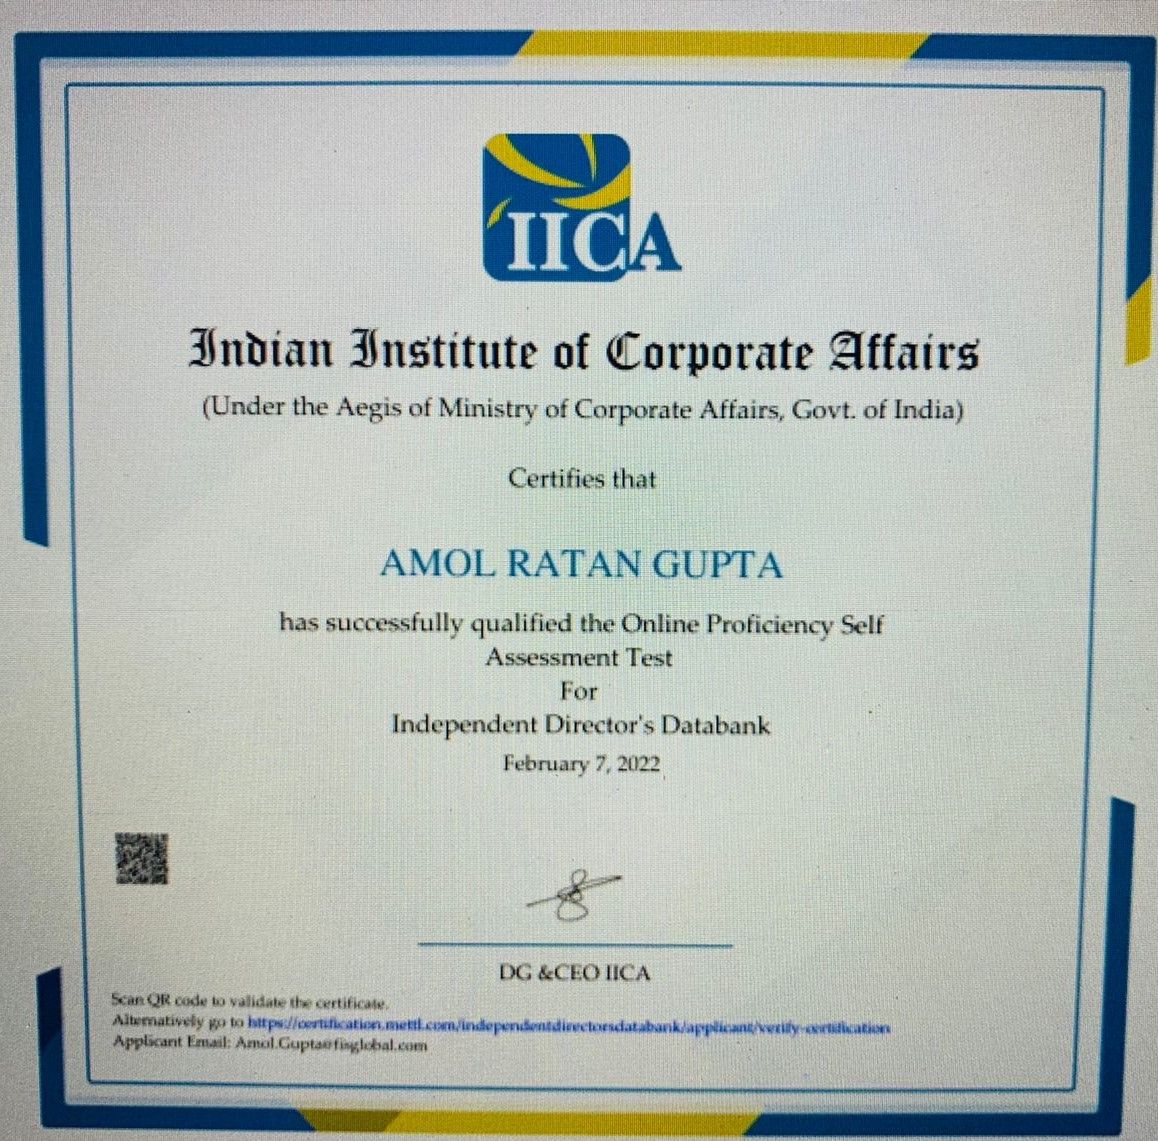 IICA
Indian Institute of Corporate Affairs
(Under the Aegis of Ministry of Corporate Affairs, Govt. of India)
Certifies that
AMOL RATAN GUPTA
has successfully qualified the Online Proficiency Self
Assessment Test
For
Independent Director's Databank
February 7, 2022
DG &CEO IICA
Scan QR code to validate the certificate.
Alternatively go to https://certification.mettl.com/independentdirectorsdatabank/applicant/verify-certification
Applicant Email: Amol.Gupta@fisglobal.com